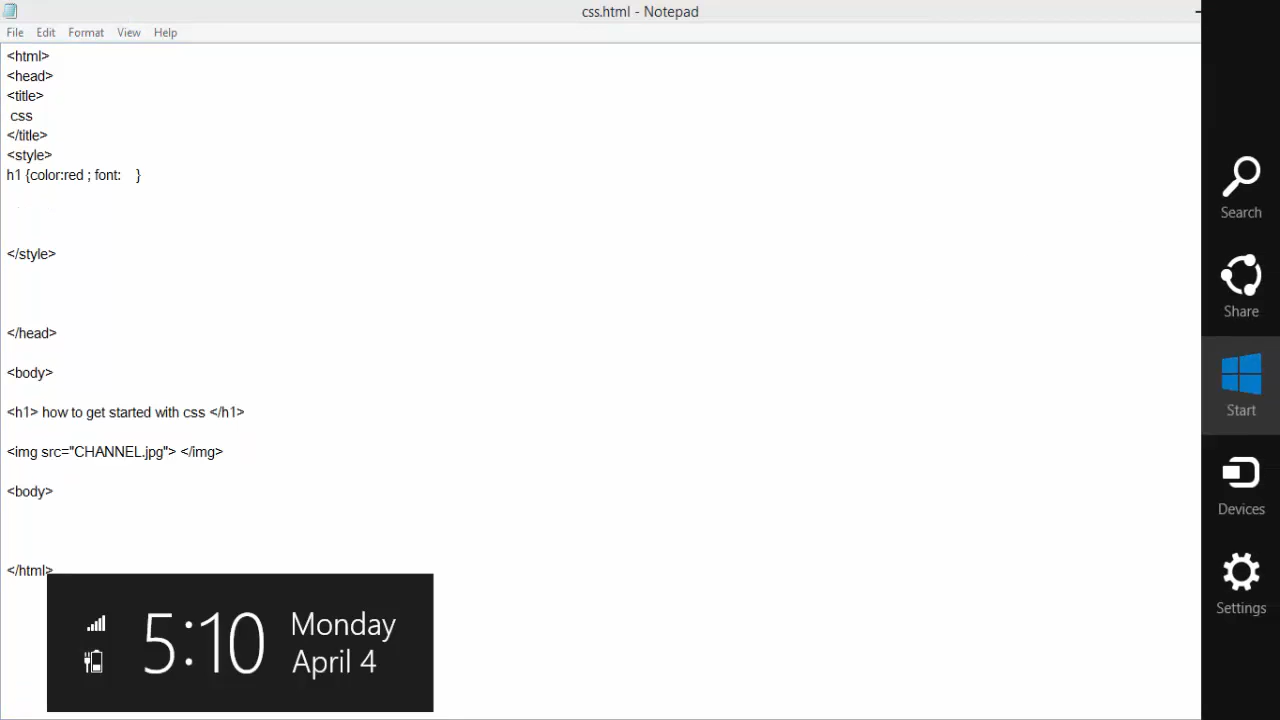 css.html - Notepad
File Edit Format View Help
<html>
<head>
<title>
css
</title>
<style>
h1 {color:red ; font: }
</style>
</head>
<body>
<h1> how to get started with css </h1>
<img src="CHANNEL.jpg"> </img>
<body>
</html>
5:10
Monday
April 4
Search
Share
Start
Devices
Settings